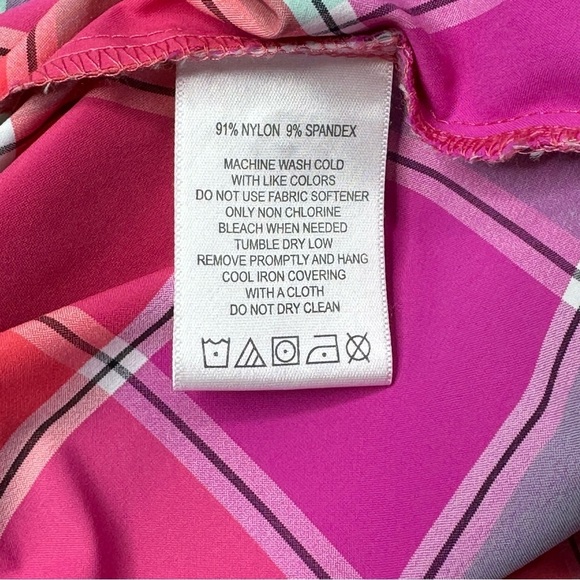 91% NYLON 9% SPANDEX
MACHINE WASH COLD
WITH LIKE COLORS
DO NOT USE FABRIC SOFTENER
ONLY NON CHLORINE
BLEACH WHEN NEEDED
TUMBLE DRY LOW
REMOVE PROMPTLY AND HANG
COOL IRON COVERING
WITH A CLOTH
DO NOT DRY CLEAN